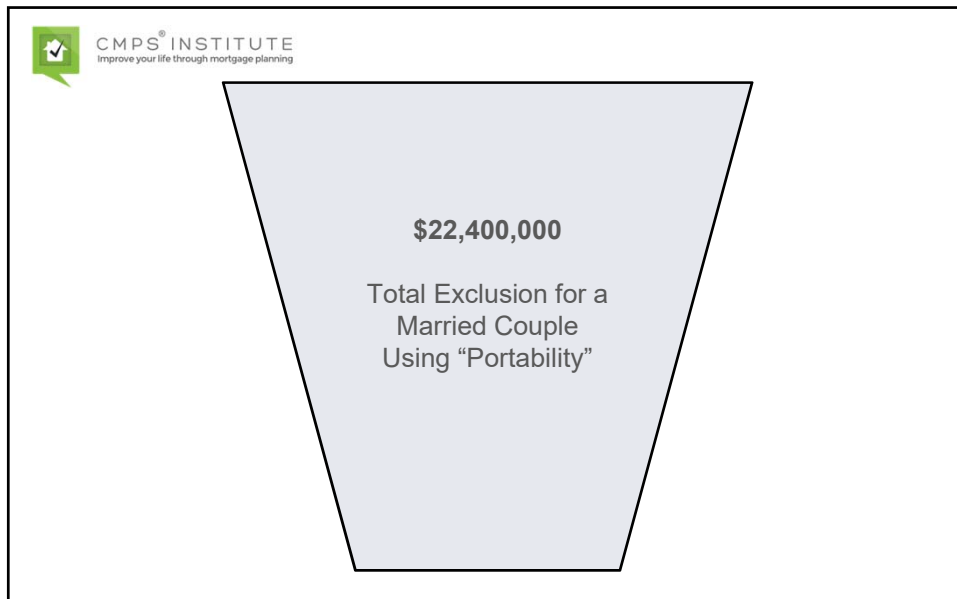 CMPS® INSTITUTE
Improve your life through mortgage planning
$22,400,000
Total Exclusion for a
Married Couple
Using “Portability”